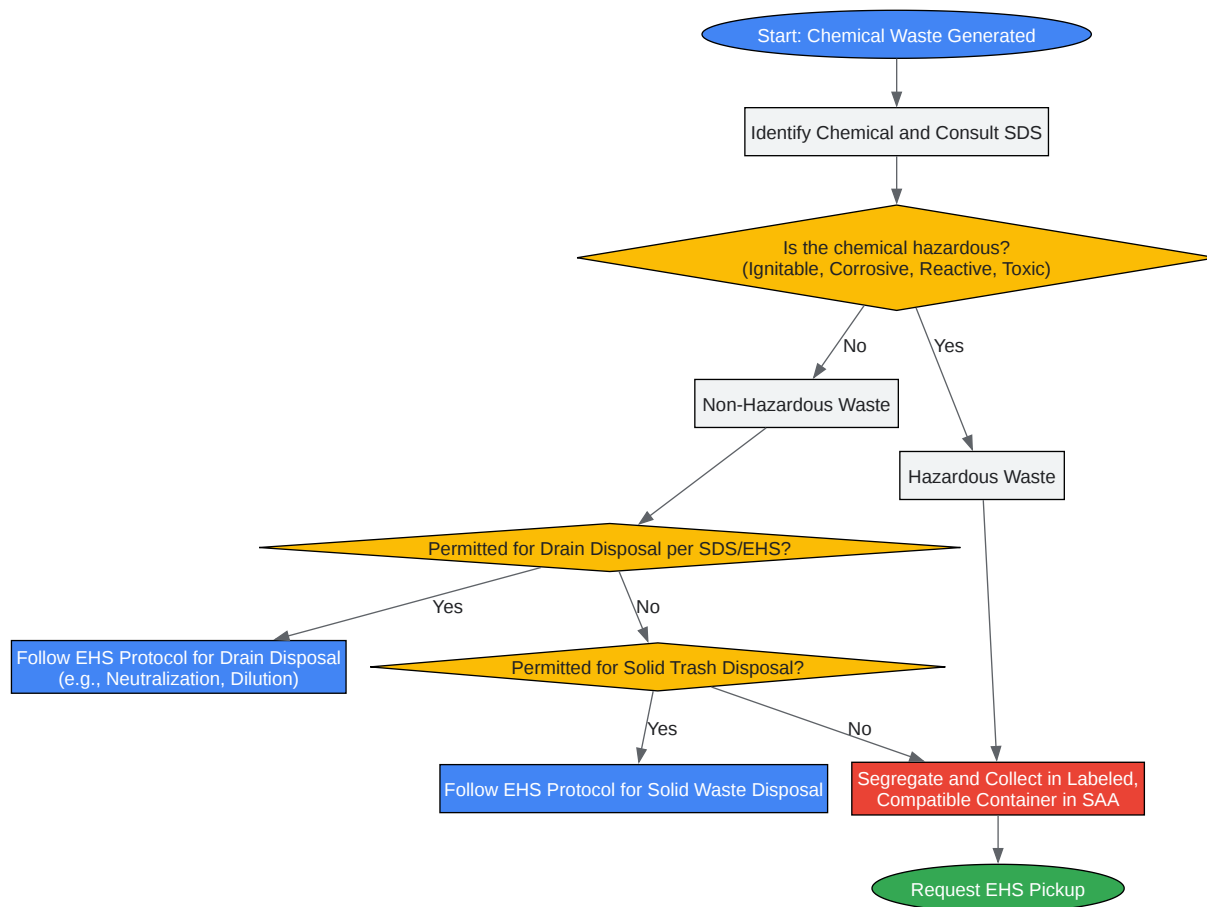 Start: Chemical Waste Generated
Identify Chemical and Consult SDS
Is the chemical hazardous?
(Ignitable, Corrosive, Reactive, Toxic)
No
Yes
Non-Hazardous Waste
Hazardous Waste
Permitted for Drain Disposal per SDS/EHS?
Yes
No
Follow EHS Protocol for Drain Disposal
(e.g., Neutralization, Dilution)
Permitted for Solid Trash Disposal?
Yes
No
Follow EHS Protocol for Solid Waste Disposal
Segregate and Collect in Labeled,
Compatible Container in SAA
Request EHS Pickup